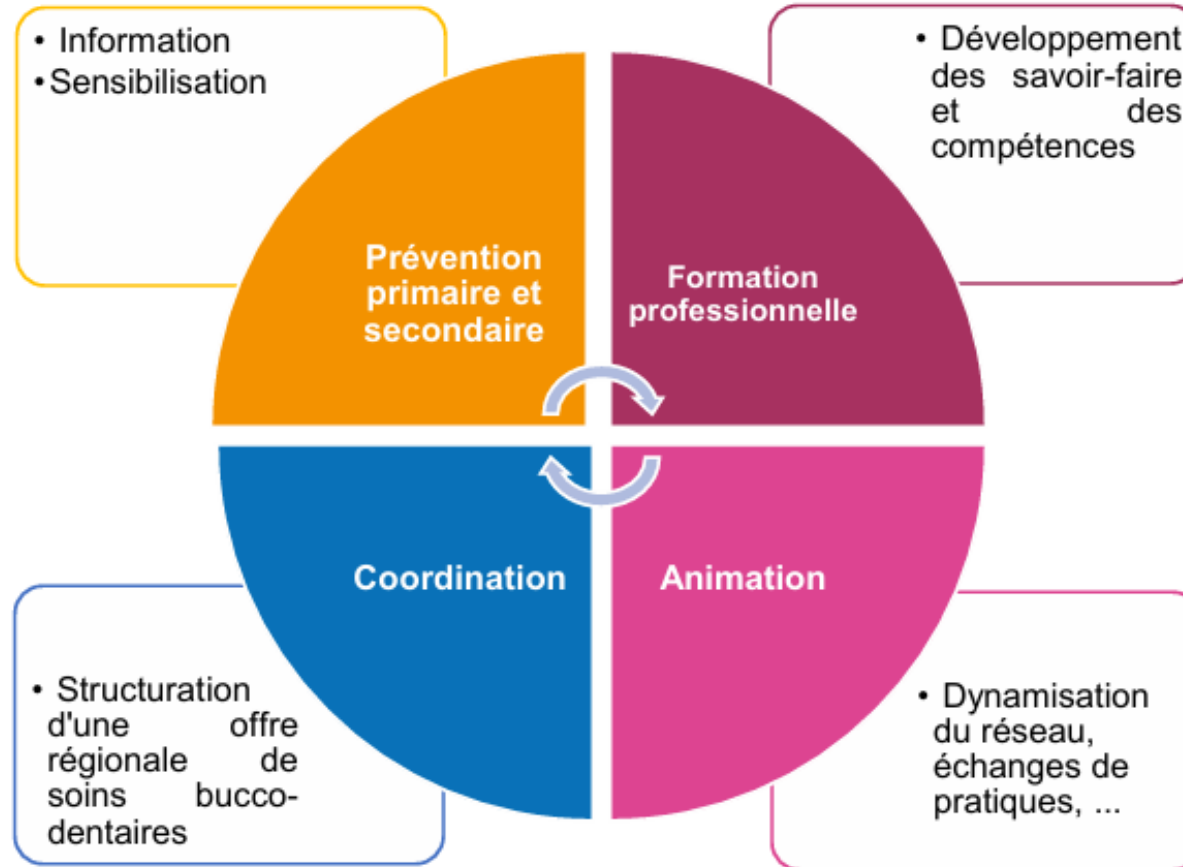 • Information
• Sensibilisation
• Développement
des savoir-faire
et des
compétences
Prévention
primaire et
secondaire
Formation
professionnelle
Coordination
Animation
• Structuration
d'une offre
régionale de
soins bucco-
dentaires
• Dynamisation
du réseau,
échanges de
pratiques, ...